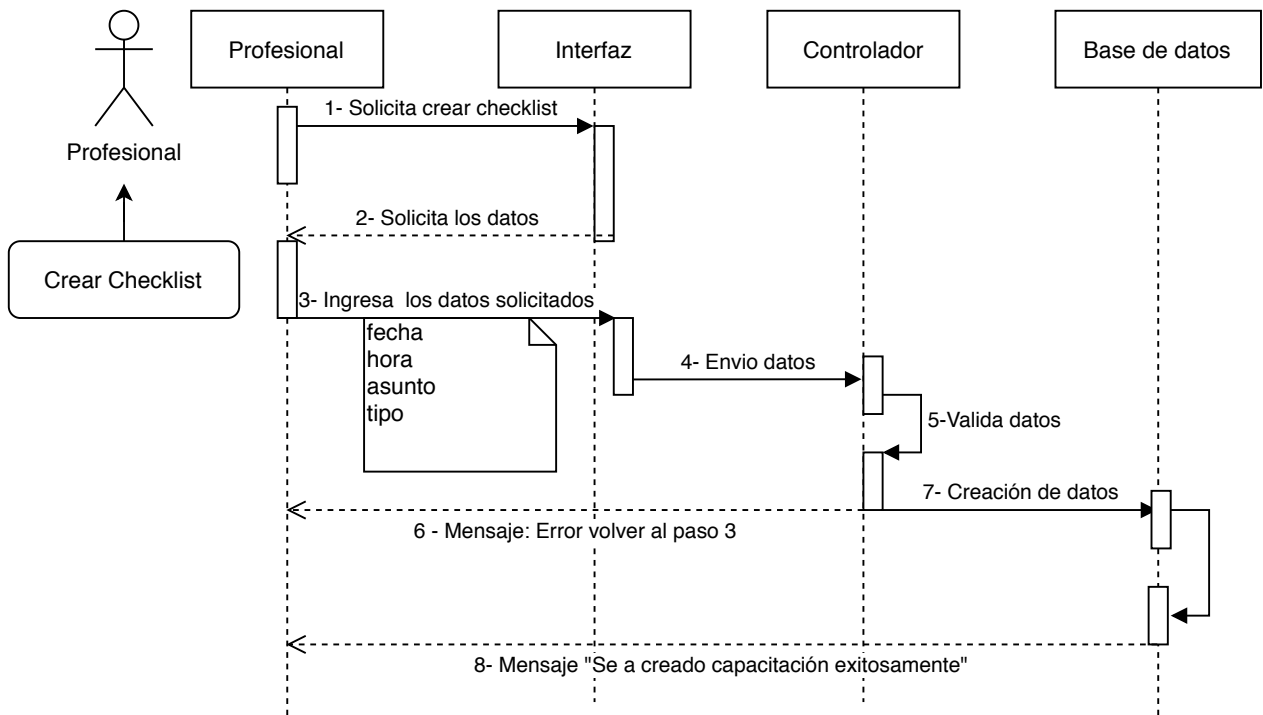 Profesional
Interfaz
Controlador
Base de datos
1- Solicita crear checklist
Profesional
2- Solicita los datos
Crear Checklist
3- Ingresa  los datos solicitados
fecha
hora
asunto
tipo
4- Envio datos
5-Valida datos
7- Creación de datos
6 - Mensaje: Error volver al paso 3
8- Mensaje "Se a creado capacitación exitosamente"